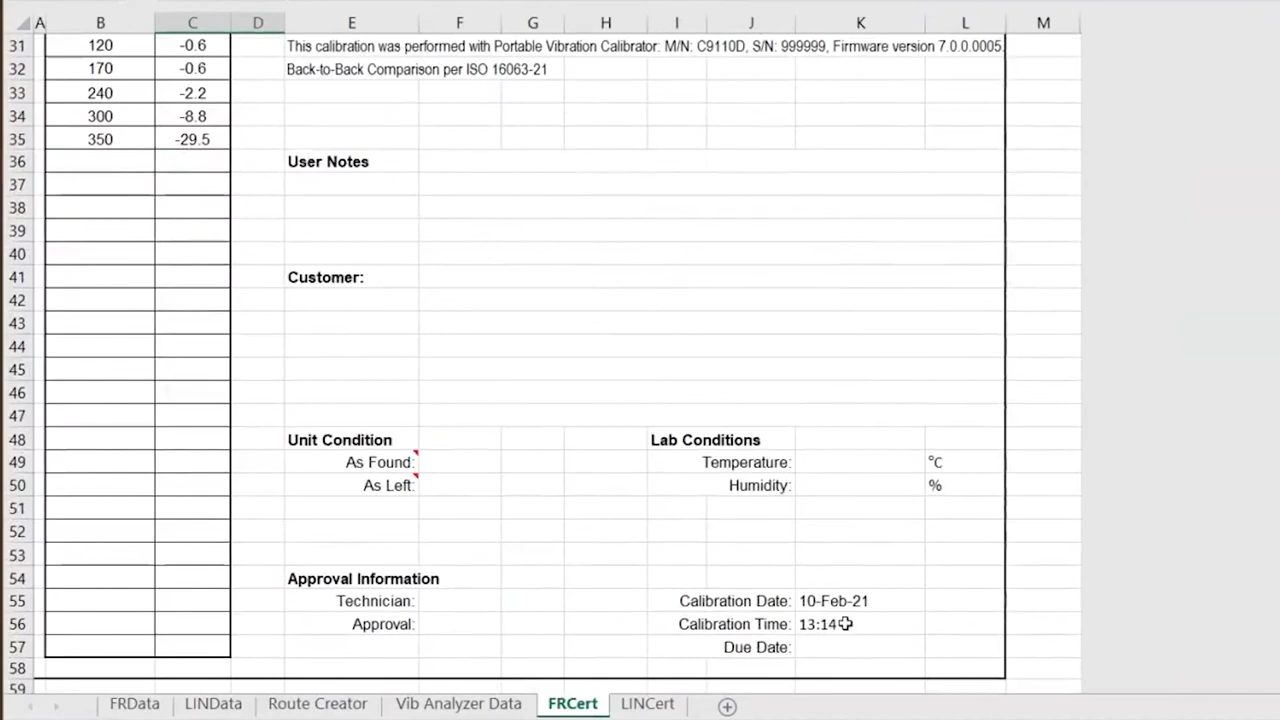 A B C D E F G H I J K L M
31 120 -0.6 This calibration was performed with Portable Vibration Calibrator: M/N: C9110D, S/N: 999999, Firmware version 7.0.0.0005.
32 170 -0.6 Back-to-Back Comparison per ISO 16063-21
33 240 -2.2
34 300 -8.8
35 350 -29.5
36 User Notes
37
38
39
40
41 Customer:
42
43
44
45
46
47
48 Unit Condition Lab Conditions
49 As Found: Temperature: °C
50 As Left: Humidity: %
51
52
53
54 Approval Information
55 Technician: Calibration Date: 10-Feb-21
56 Approval: Calibration Time: 13:14
57 Due Date:
58
59
FRData LINData Route Creator Vib Analyzer Data FRCert LINCert